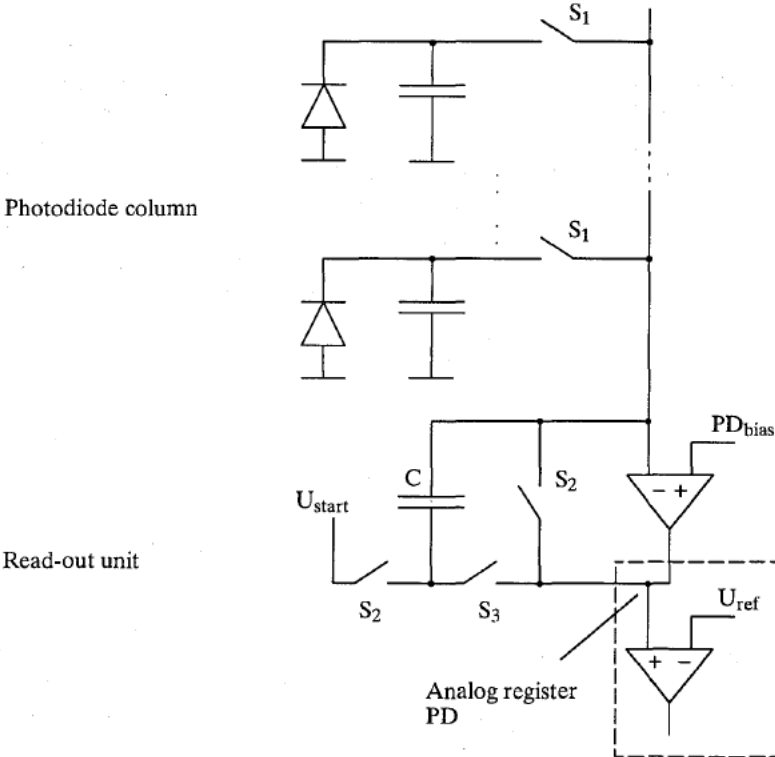 S1
Photodiode column
S1
PDbias
C
S2
Ustart
- +
Read-out unit
S2
S3
Uref
+ -
Analog register
PD